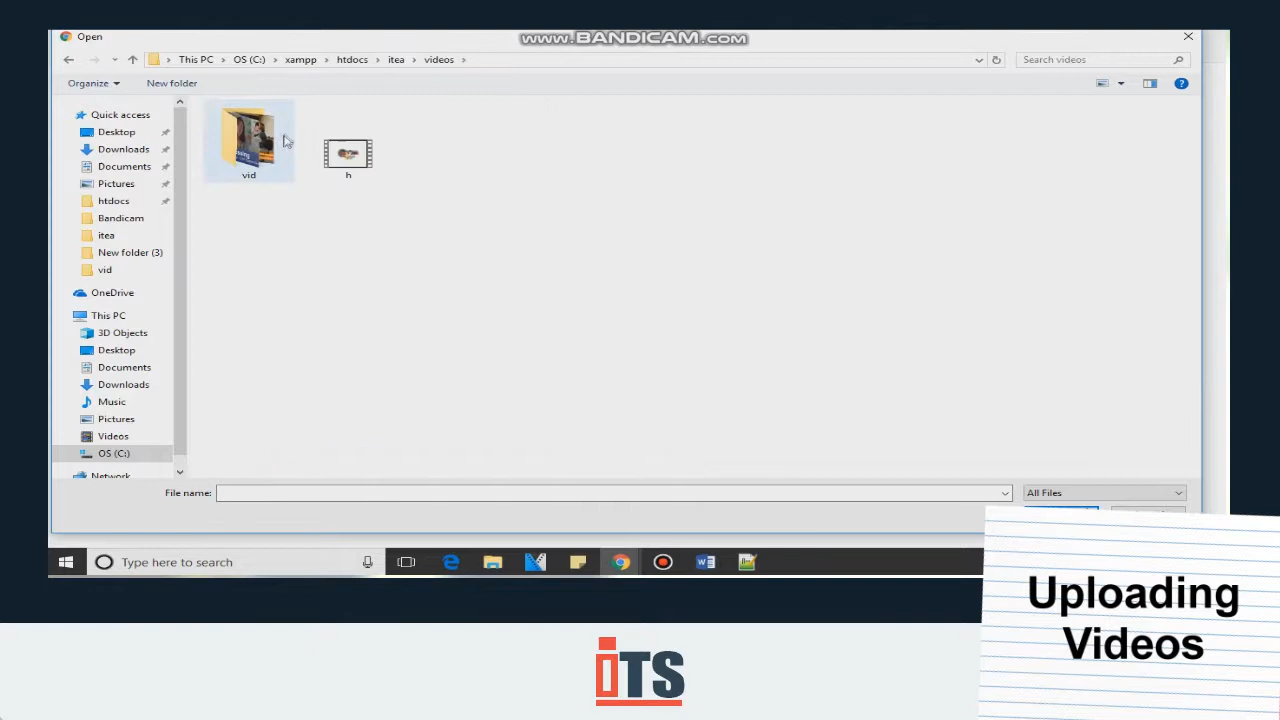 Open
www.BANDICAM.com
This PC > OS (C:) > xampp > htdocs > itea > videos >
Search videos
Organize
New folder
Quick access
Desktop
Downloads
Documents
Pictures
htdocs
Bandicam
itea
New folder (3)
vid
OneDrive
This PC
3D Objects
Desktop
Documents
Downloads
Music
Pictures
Videos
OS (C:)
Network
vid
h
File name:
All Files
Type here to search
Uploading
Videos
iTS